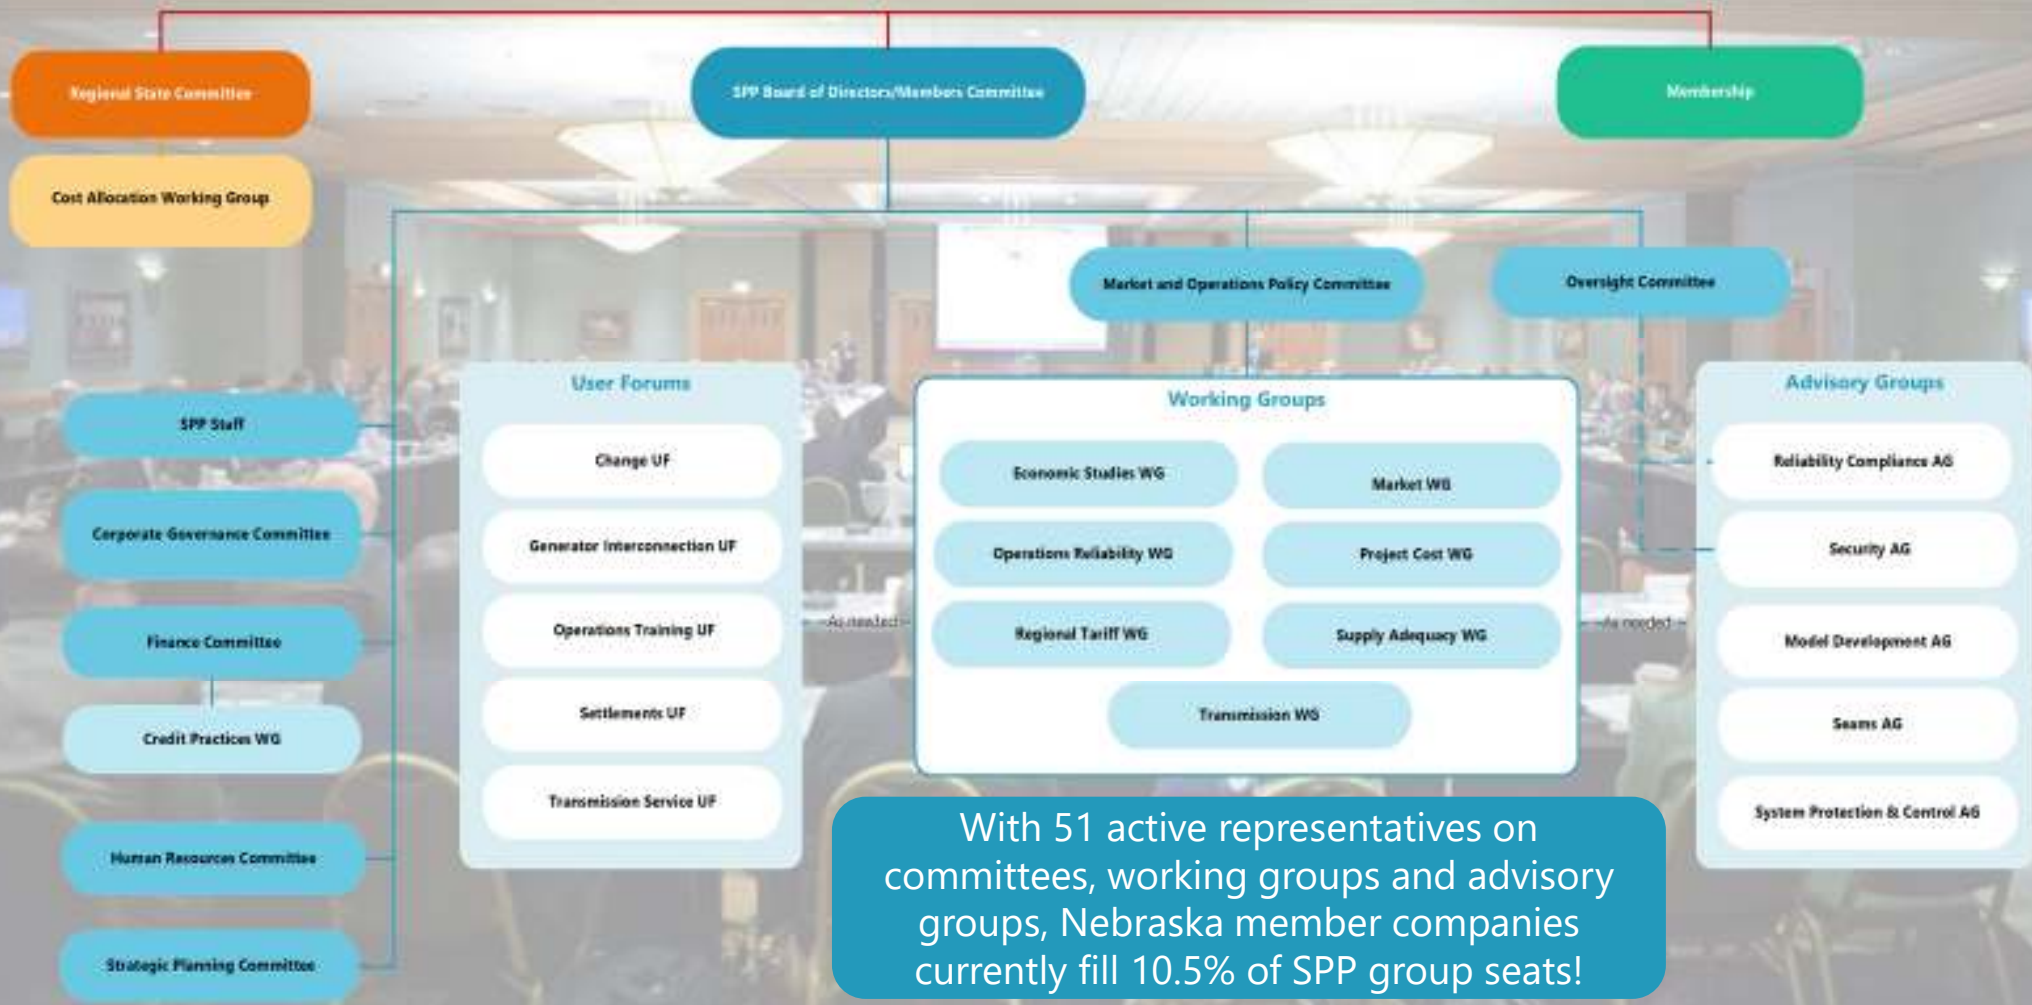 Regional State Committee
SPP Board of Directors/Members Committee
Membership
Cost Allocation Working Group
Market and Operations Policy Committee
Oversight Committee
SPP Staff
Corporate Governance Committee
Finance Committee
Credit Practices WG
Human Resources Committee
Strategic Planning Committee
User Forums
Change UF
Generator Interconnection UF
Operations Training UF
Settlements UF
Transmission Service UF
As needed
Working Groups
Economic Studies WG
Market WG
Operations Reliability WG
Project Cost WG
Regional Tariff WG
Supply Adequacy WG
Transmission WG
As needed
Advisory Groups
Reliability Compliance AG
Security AG
Model Development AG
Seams AG
System Protection & Control AG
With 51 active representatives on
committees, working groups and advisory
groups, Nebraska member companies
currently fill 10.5% of SPP group seats!